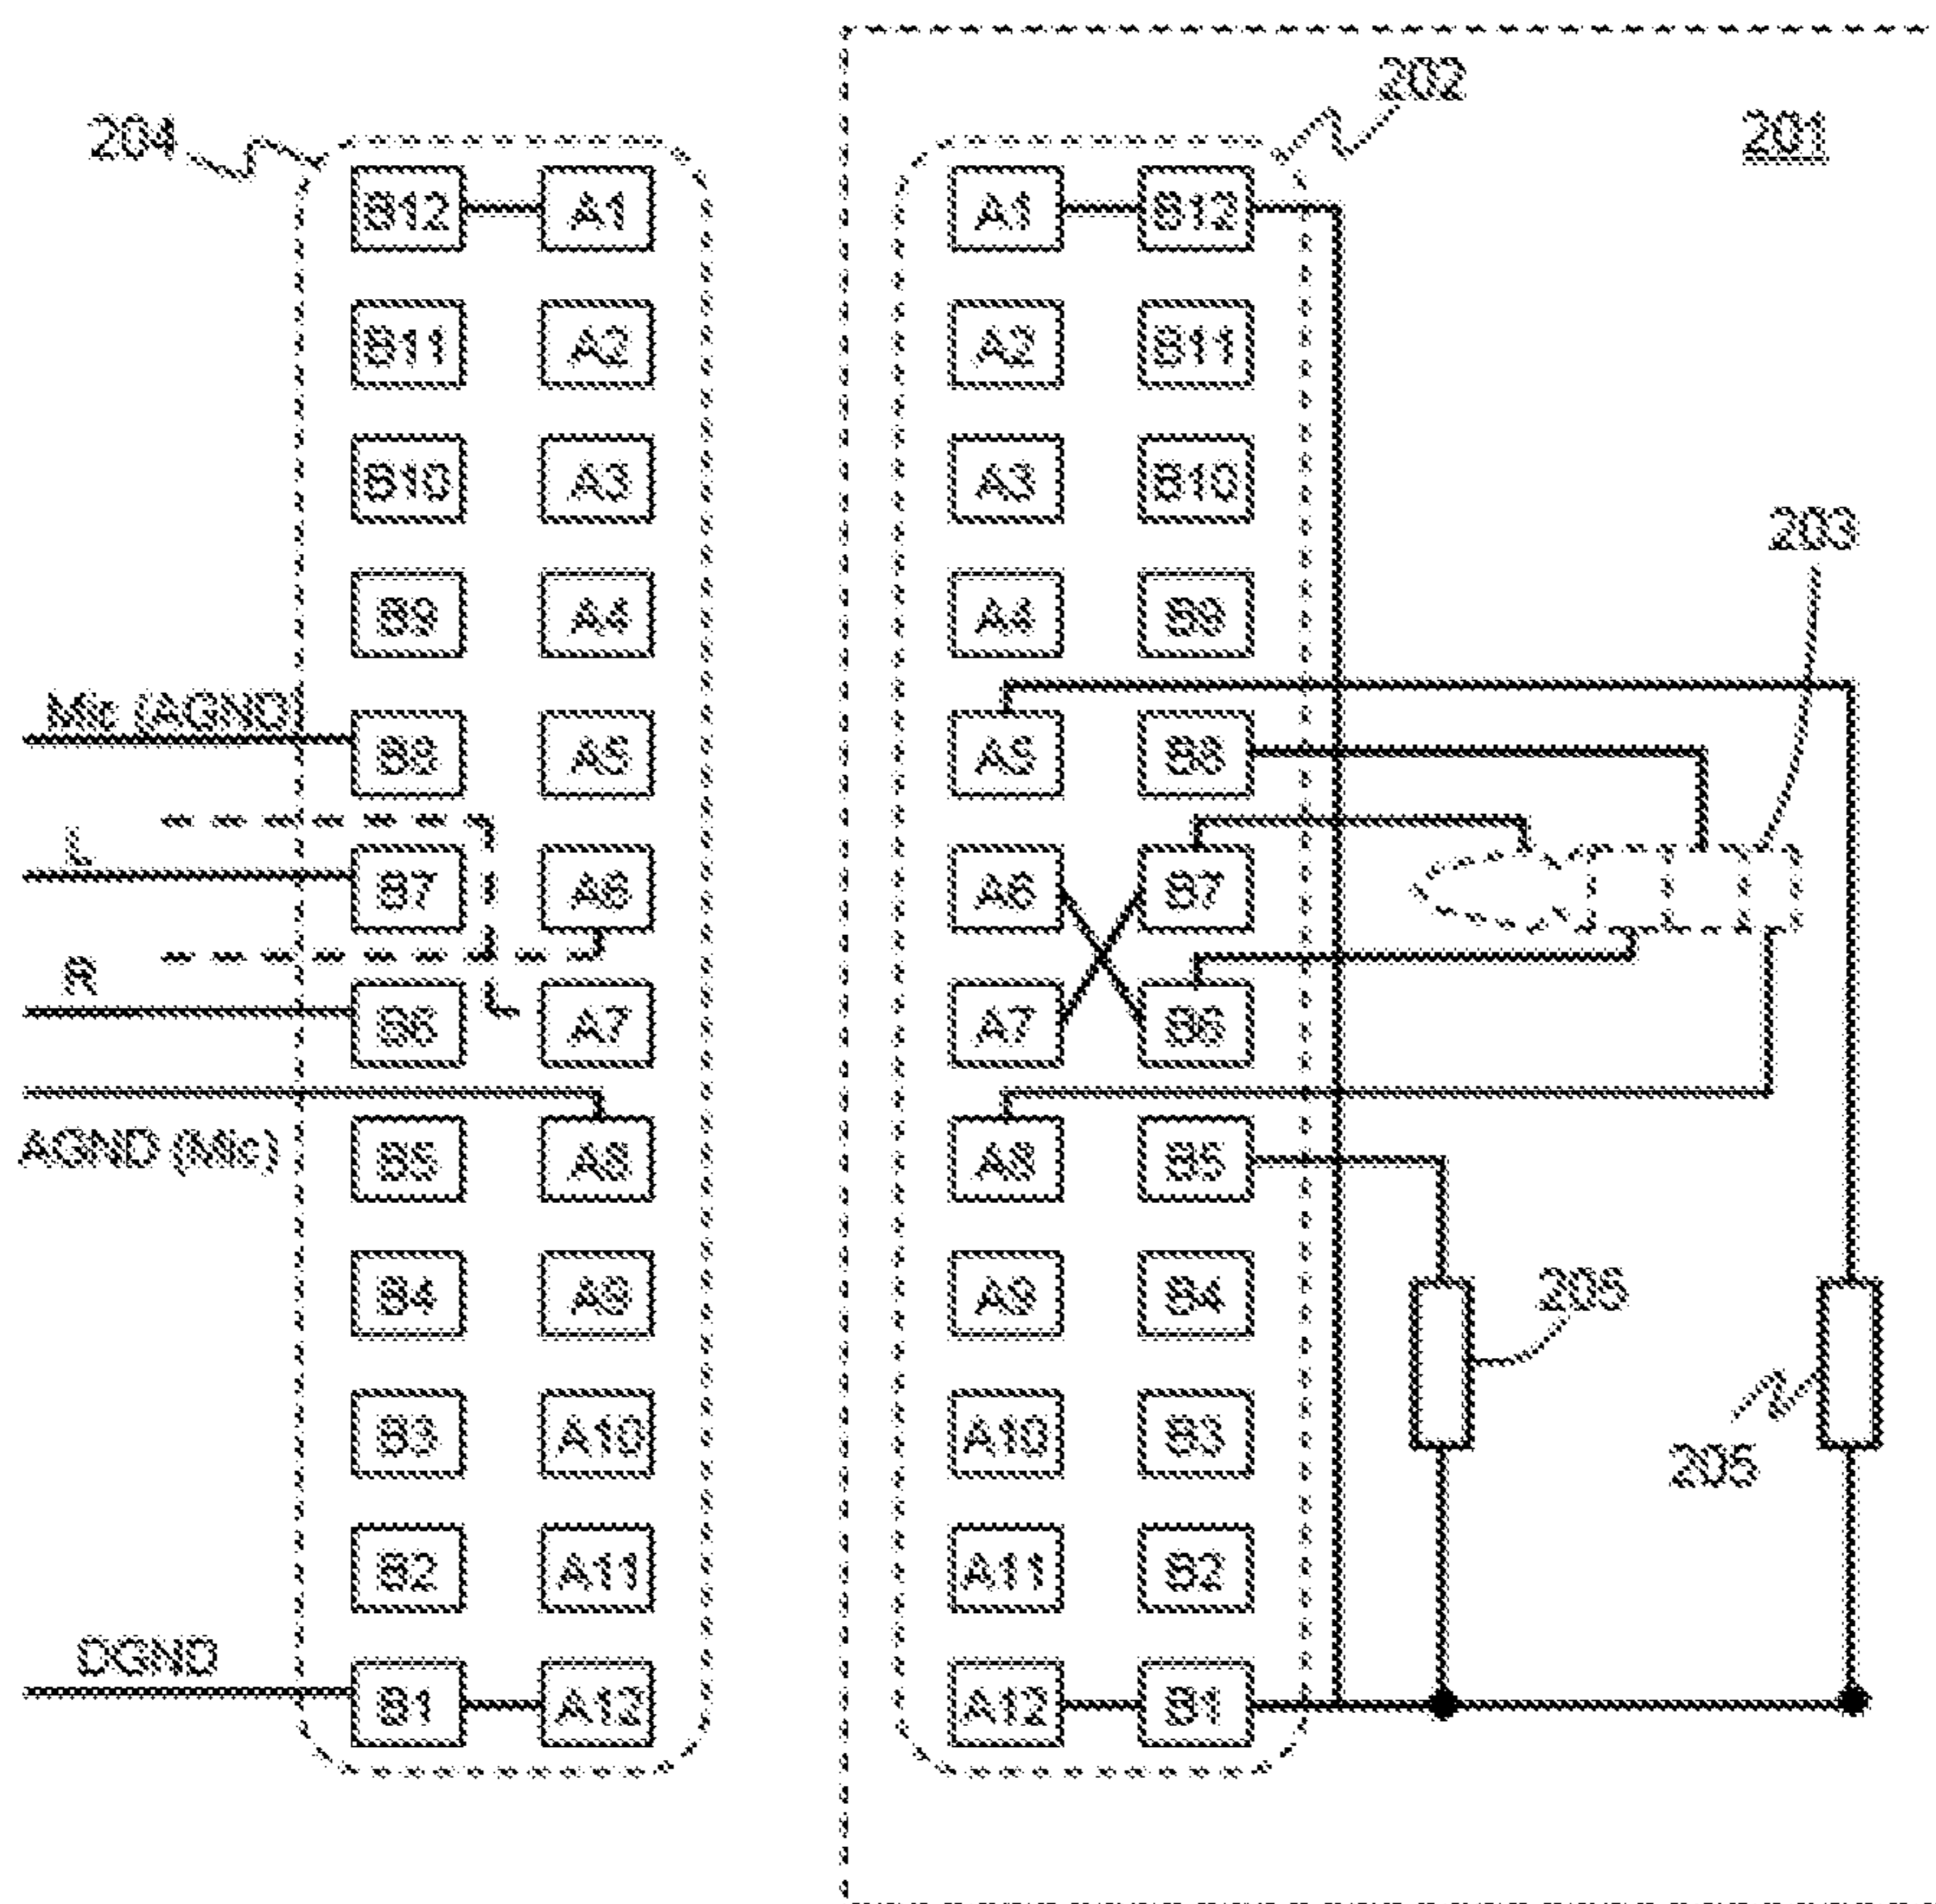 202
201
204
B12 A1 A1 B12
B11 A2 A2 B11
B10 A3 A3 B10
203
B9 A4 A4 B9
Mic (AGND)
B8 A5 A5 B8
L
B7 A6 A6 B7
R
B6 A7 A7 B6
AGND (Mic)
B5 A8 A8 B5
B4 A9 A9 B4
206
B3 A10 A10 B3
205
B2 A11 A11 B2
DGND
B1 A12 A12 B1